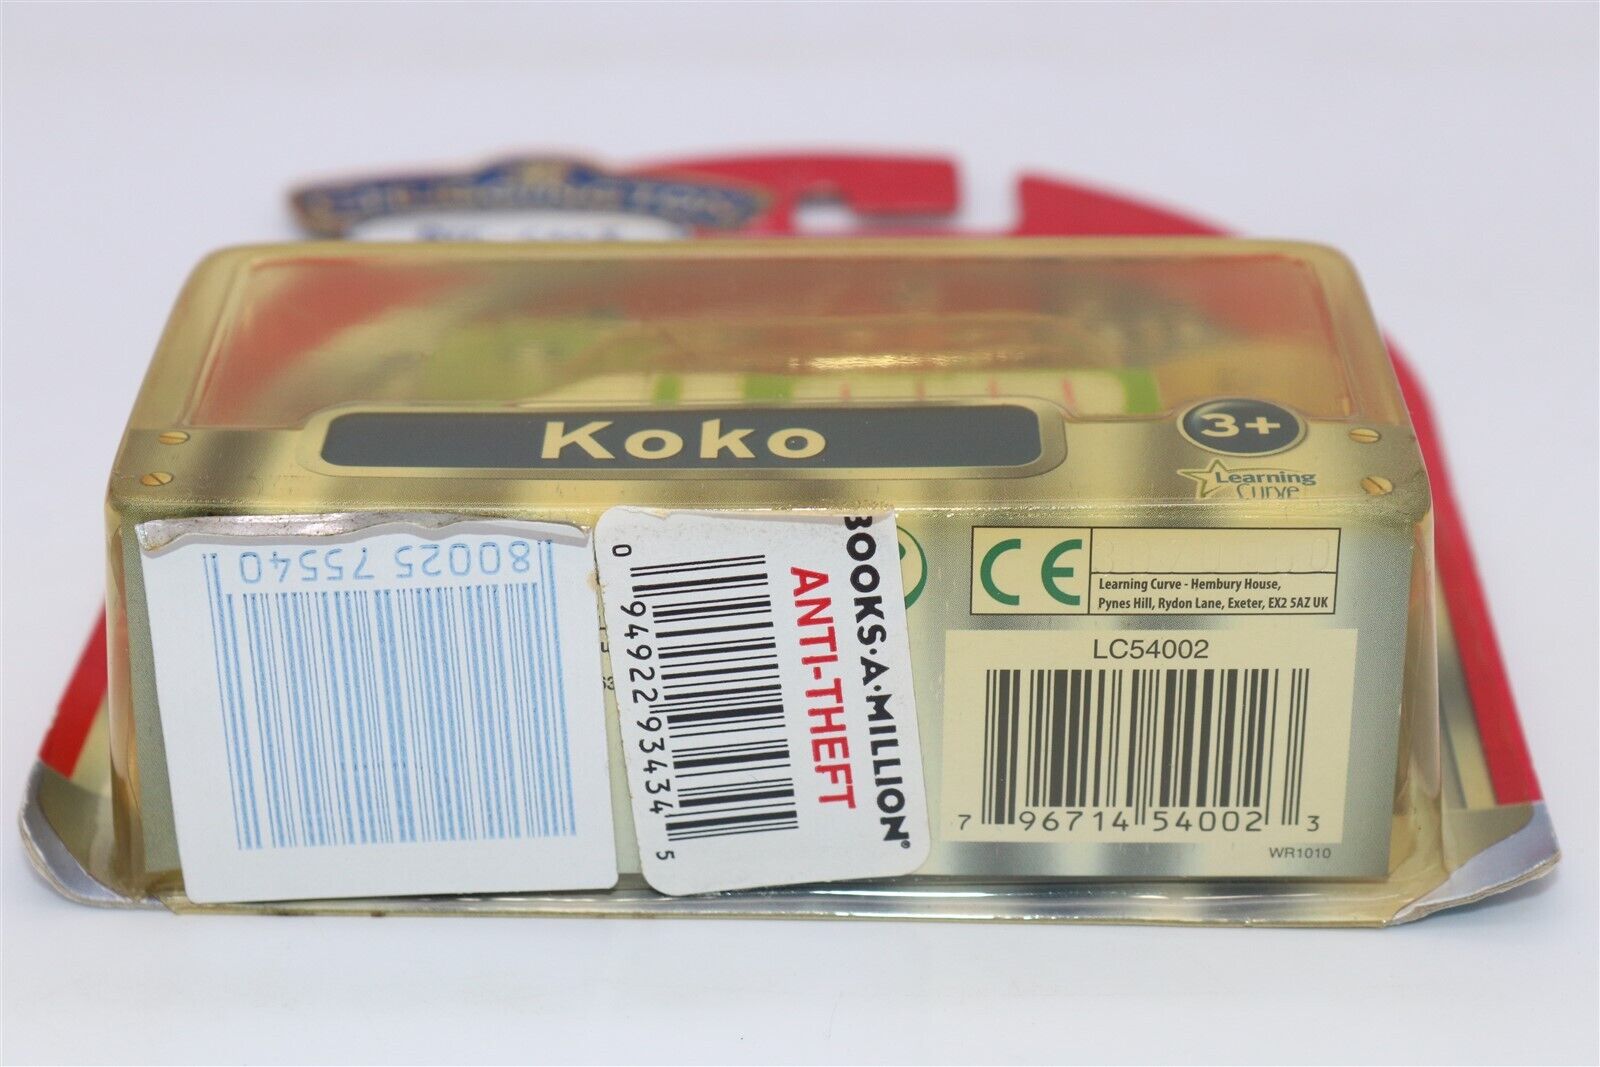 Koko
3+
Learning
Curve
80025 75540
BOOKS·A·MILLION®
ANTI-THEFT
0 94922 93434 5
CE
Learning Curve - Hembury House,
Pynes Hill, Rydon Lane, Exeter, EX2 5AZ UK
LC54002
7 96714 54002 3
WR1010